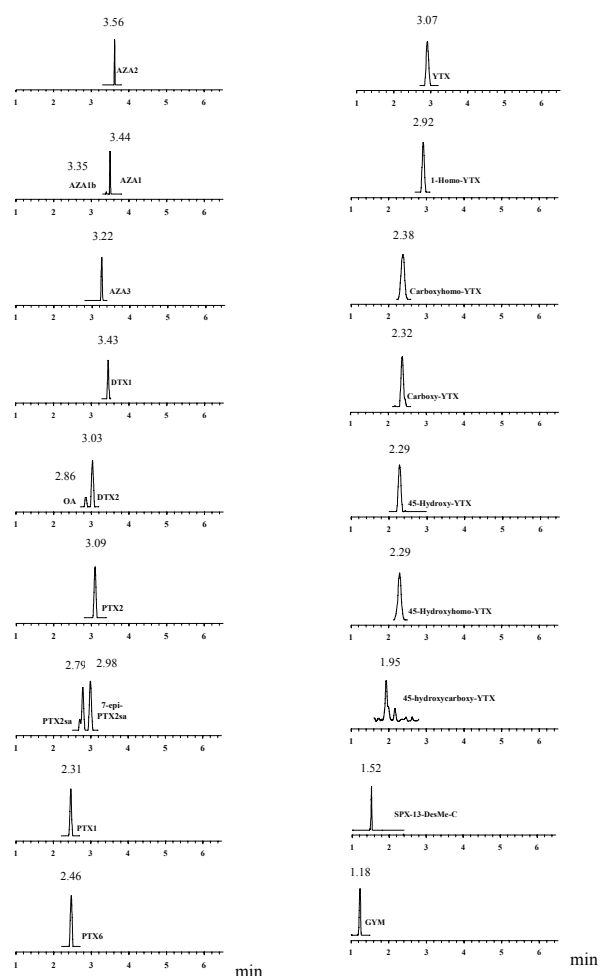 3.56
AZA2
1 2 3 4 5 6
3.44
3.35
AZA1b AZA1
1 2 3 4 5 6
3.22
AZA3
1 2 3 4 5 6
3.43
DTX1
1 2 3 4 5 6
3.03
2.86
OA DTX2
1 2 3 4 5 6
3.09
PTX2
1 2 3 4 5 6
2.79 2.98
7-epi-
PTX2sa PTX2sa
1 2 3 4 5 6
2.31
PTX1
1 2 3 4 5 6
2.46
PTX6
1 2 3 4 5 6
min
3.07
YTX
1 2 3 4 5 6
2.92
1-Homo-YTX
1 2 3 4 5 6
2.38
Carboxyhomo-YTX
1 2 3 4 5 6
2.32
Carboxy-YTX
1 2 3 4 5 6
2.29
45-Hydroxy-YTX
1 2 3 4 5 6
2.29
45-Hydroxyhomo-YTX
1 2 3 4 5 6
1.95
45-hydroxycarboxy-YTX
1 2 3 4 5 6
1.52
SPX-13-DesMe-C
1 2 3 4 5 6
1.18
GYM
1 2 3 4 5 6
min